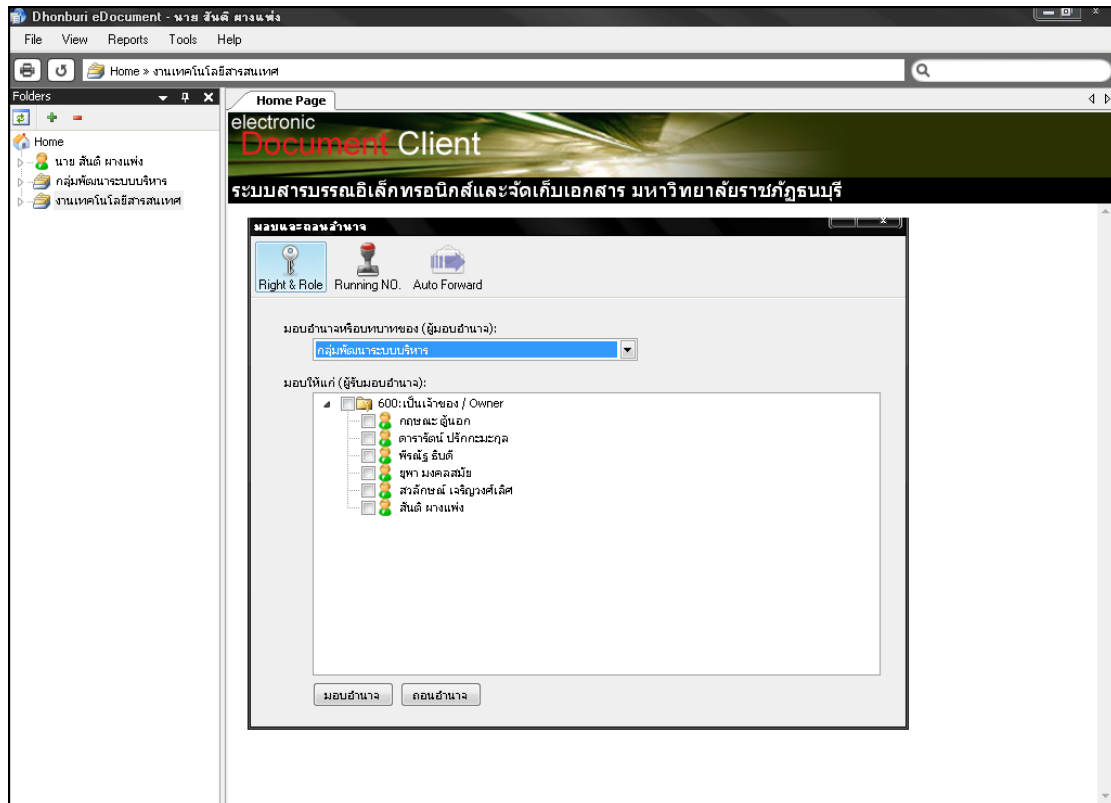 Dhonburi eDocument - นาย สันติ ผางแพ่ง
File View Reports Tools Help
Home » งานเทคโนโลยีสารสนเทศ
Folders
Home Page
Home
นาย สันติ ผางแพ่ง
กลุ่มพัฒนาระบบบริหาร
งานเทคโนโลยีสารสนเทศ
electronic
Document Client
ระบบสารบรรณอิเล็กทรอนิกส์และจัดเก็บเอกสาร มหาวิทยาลัยราชภัฏธนบุรี
มอบและถอนอำนาจ
Right & Role Running NO. Auto Forward
มอบอำนาจหรือบทบาทของ (ผู้มอบอำนาจ):
กลุ่มพัฒนาระบบบริหาร
มอบให้แก่ (ผู้รับมอบอำนาจ):
600:เป็นเจ้าของ / Owner
กฤษณะ ตู้นอก
ดารารัตน์ ปรักกะมะกุล
พีรณัฐ ธิบดี
ยุพา มงคลสมัย
สวลักษณ์ เจริญวงศ์เลิศ
สันติ ผางแพ่ง
มอบอำนาจ ถอนอำนาจ